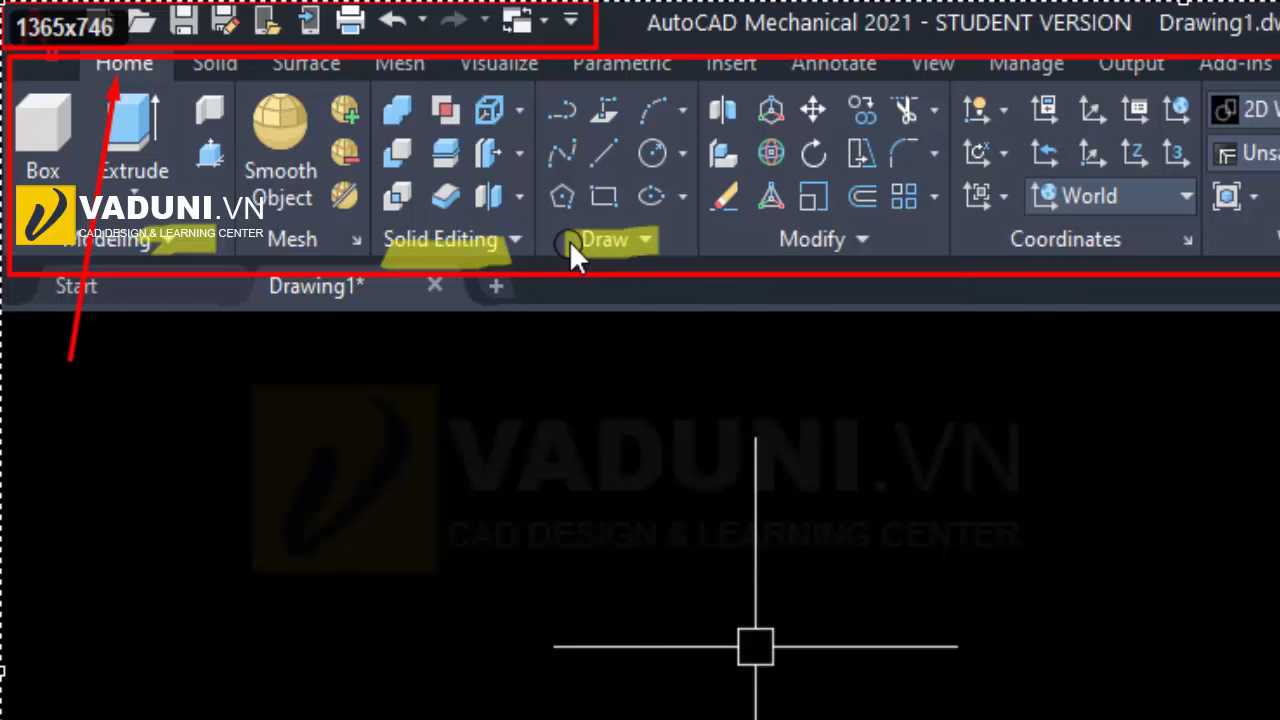 1365x746
AutoCAD Mechanical 2021 - STUDENT VERSION Drawing1.dw
Home Solid Surface Mesh Visualize Parametric Insert Annotate View Manage Output Add-ins
Box Extrude Smooth Object
2D
Unsa
World
VADUNI.VN
CAD DESIGN & LEARNING CENTER
Modeling Mesh Solid Editing Draw Modify Coordinates
Start Drawing1* +
VADUNI.VN
CAD DESIGN & LEARNING CENTER